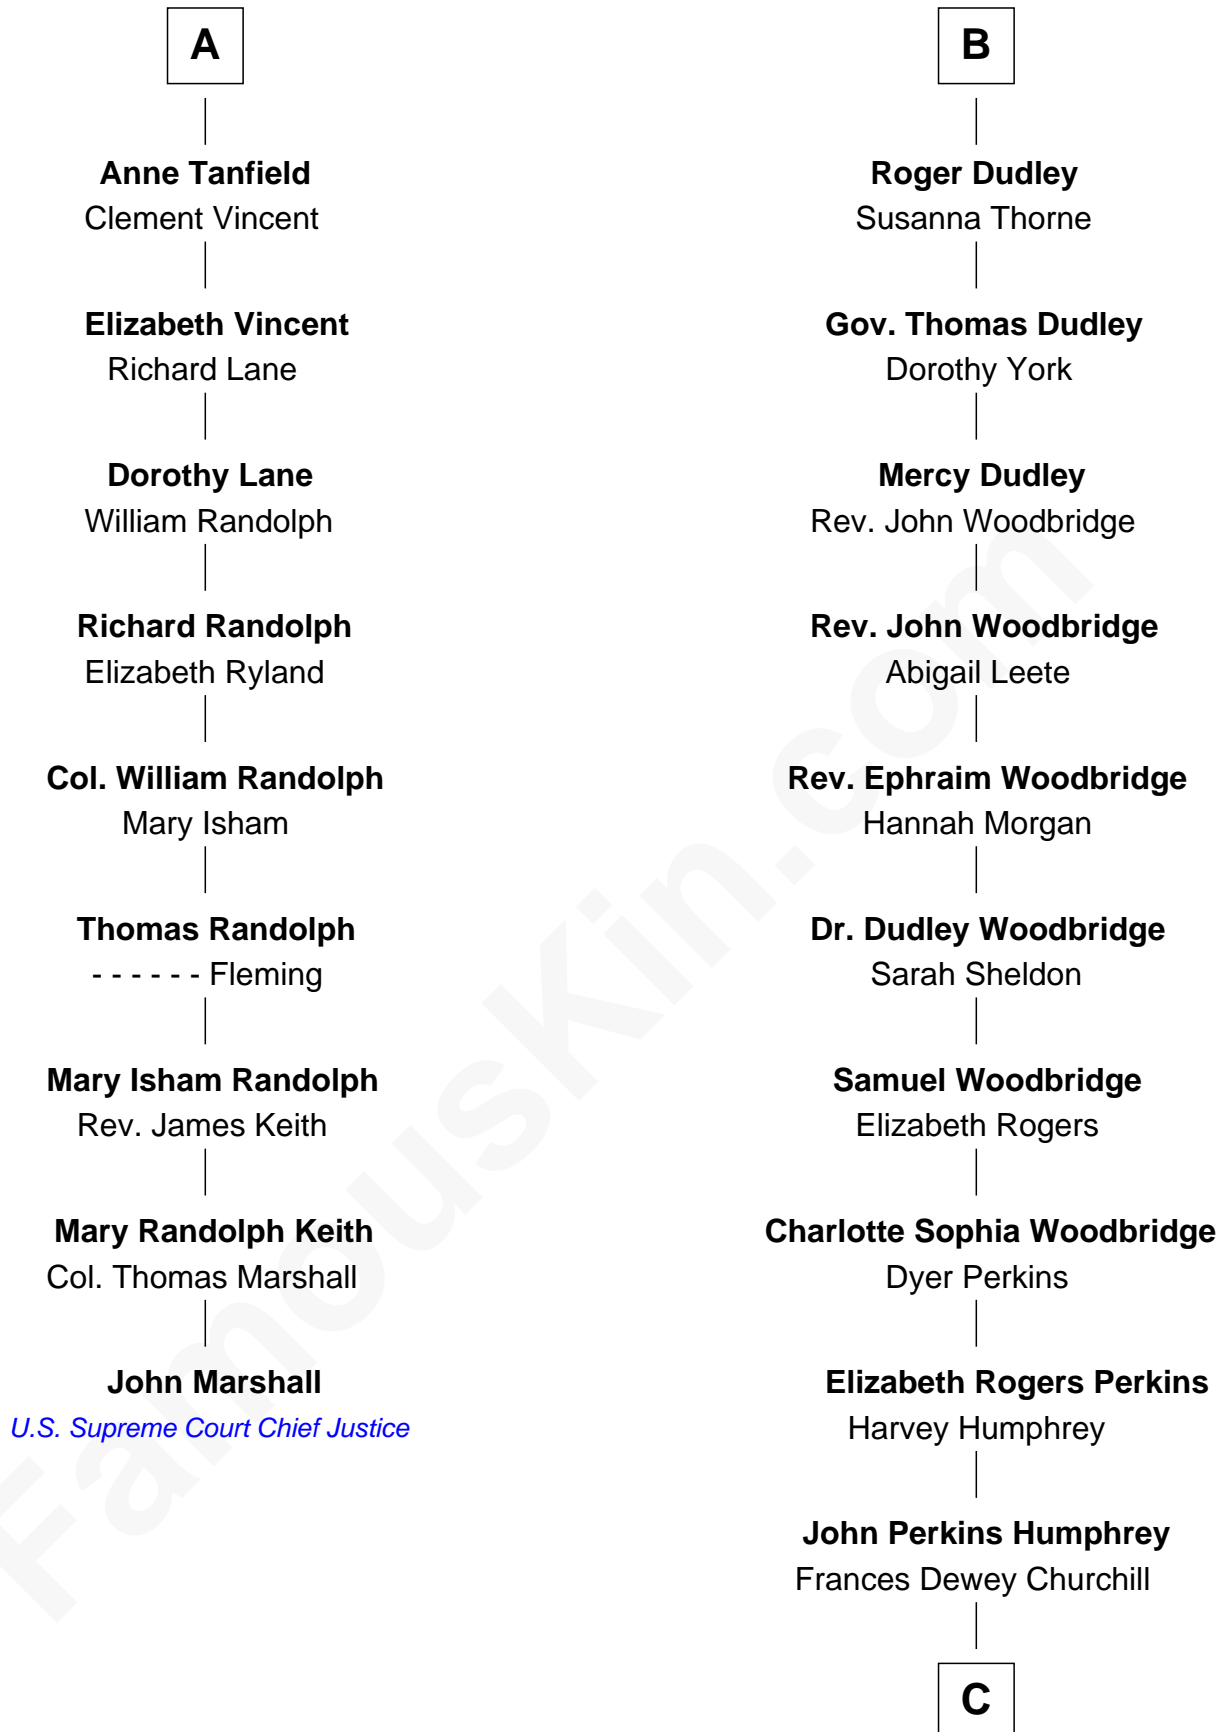 A
Anne Tanfield
Clement Vincent
Elizabeth Vincent
Richard Lane
Dorothy Lane
William Randolph
Richard Randolph
Elizabeth Ryland
Col. William Randolph
Mary Isham
Thomas Randolph
- - - - - - Fleming
Mary Isham Randolph
Rev. James Keith
Mary Randolph Keith
Col. Thomas Marshall
John Marshall
U.S. Supreme Court Chief Justice
B
Roger Dudley
Susanna Thorne
Gov. Thomas Dudley
Dorothy York
Mercy Dudley
Rev. John Woodbridge
Rev. John Woodbridge
Abigail Leete
Rev. Ephraim Woodbridge
Hannah Morgan
Dr. Dudley Woodbridge
Sarah Sheldon
Samuel Woodbridge
Elizabeth Rogers
Charlotte Sophia Woodbridge
Dyer Perkins
Elizabeth Rogers Perkins
Harvey Humphrey
John Perkins Humphrey
Frances Dewey Churchill
C
FamousKin.com